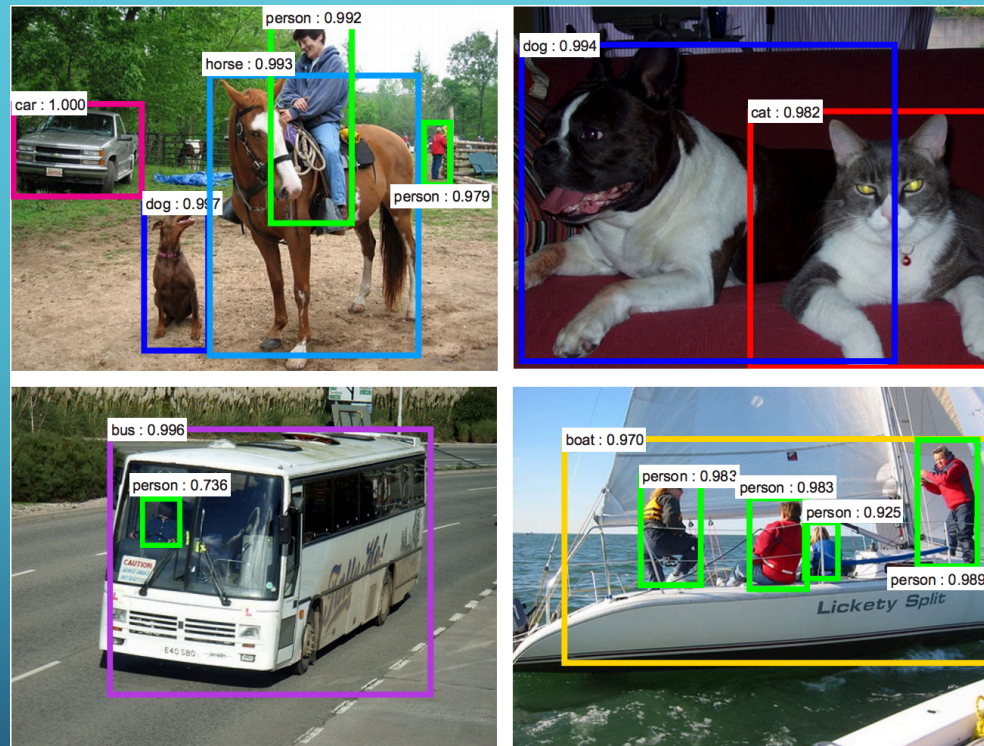 person : 0.992
horse : 0.993
car : 1.000
person : 0.979
dog : 0.997
dog : 0.994
cat : 0.982
bus : 0.996
person : 0.736
CAUTION
L
L
E40 SBO
boat : 0.970
person : 0.983
person : 0.983
person : 0.925
person : 0.989
Lickety Split